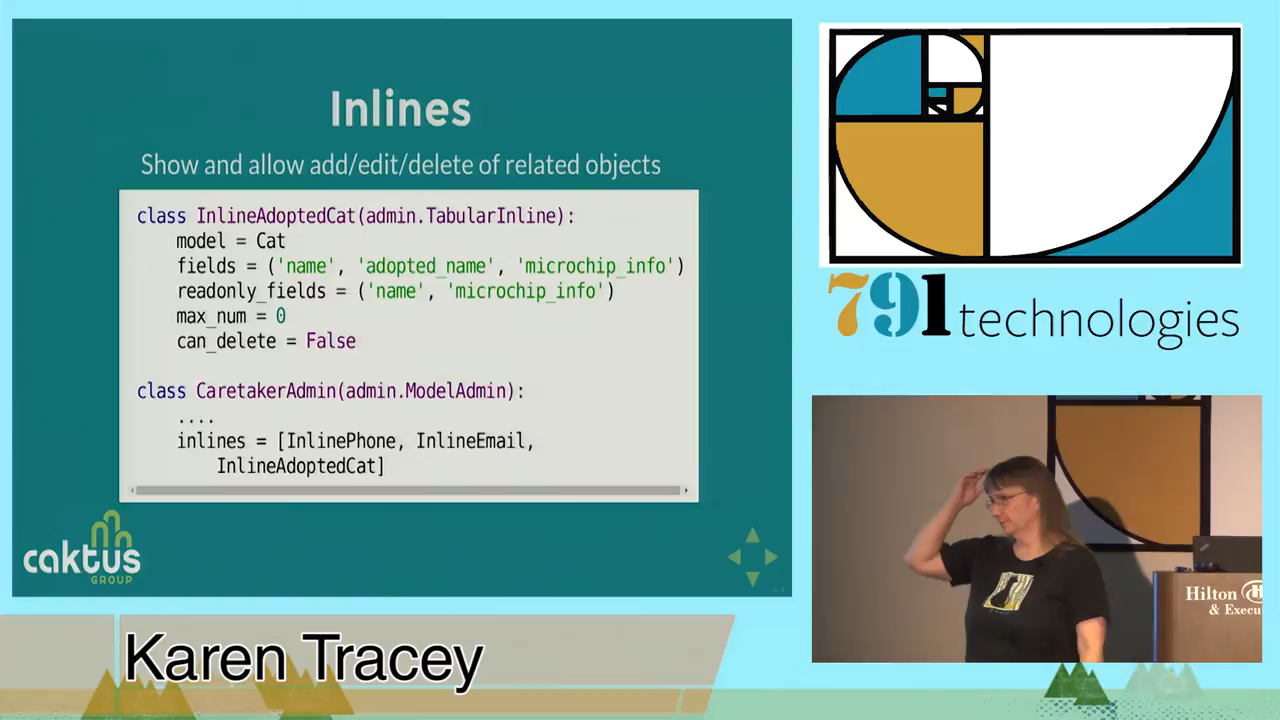 Inlines
Show and allow add/edit/delete of related objects
class InlineAdoptedCat(admin.TabularInline):
    model = Cat
    fields = ('name', 'adopted_name', 'microchip_info')
    readonly_fields = ('name', 'microchip_info')
    max_num = 0
    can_delete = False
class CaretakerAdmin(admin.ModelAdmin):
    ....
    inlines = [InlinePhone, InlineEmail,
        InlineAdoptedCat]
caktus
GROUP
791 technologies
Hilton
& Execu
Karen Tracey